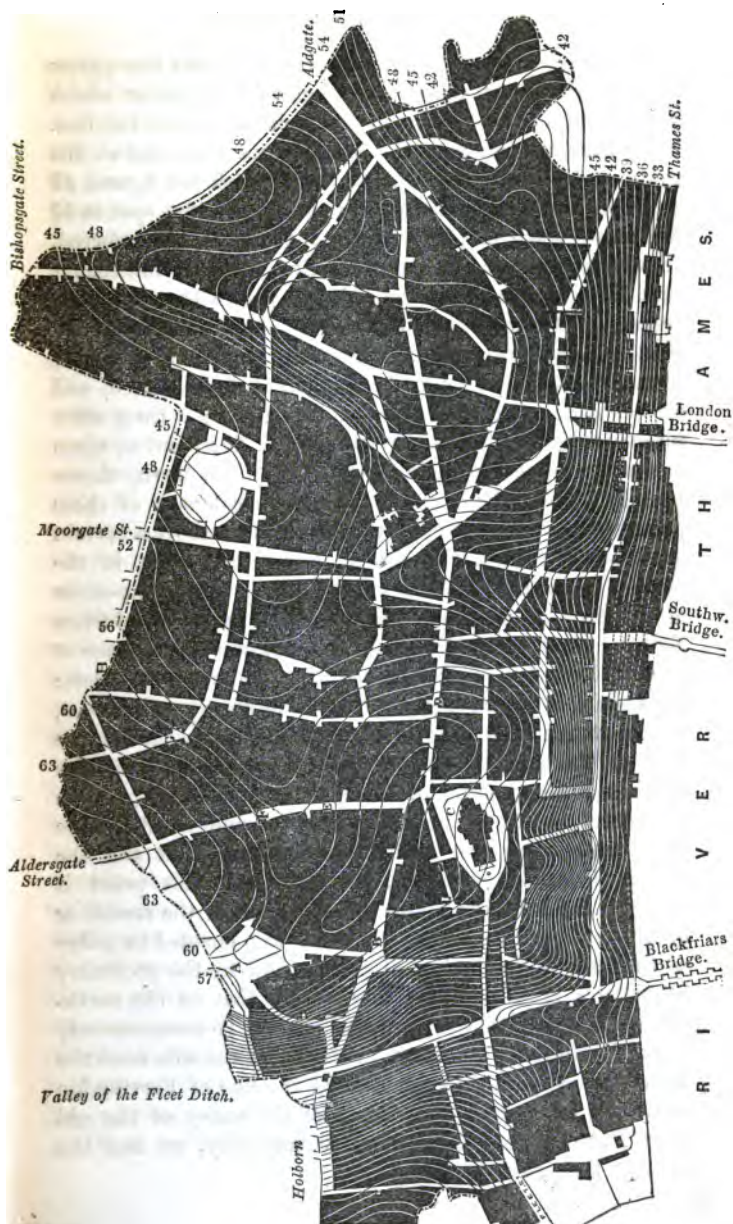 51
54
Aldgate.
42
48
45
42
54
48
Bishopsgate Street.
45
48
45
42
39
36
33
Thames St.
RIVER THAMES.
London
Bridge.
45
48
Moorgate St.
52
Southw.
Bridge.
56
H
60
63
F
E
C
Aldersgate
Street.
63
60
57
A
Blackfriars
Bridge.
Valley of the Fleet Ditch.
Holborn